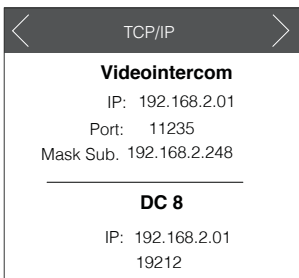 TCP/IP
Videointercom
IP: 192.168.2.01
Port: 11235
Mask Sub. 192.168.2.248
DC 8
IP: 192.168.2.01
19212